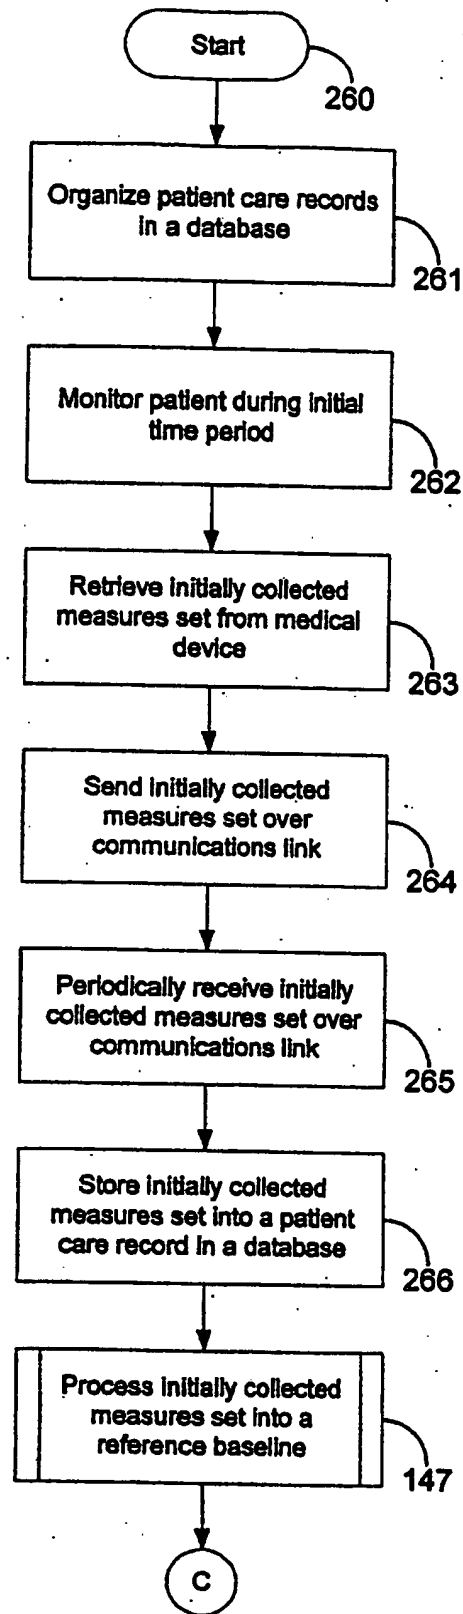 Start
260
Organize patient care records
in a database
261
Monitor patient during initial
time period
262
Retrieve initially collected
measures set from medical
device
263
Send initially collected
measures set over
communications link
264
Periodically receive initially
collected measures set over
communications link
265
Store initially collected
measures set into a patient
care record in a database
266
Process initially collected
measures set into a
reference baseline
147
C